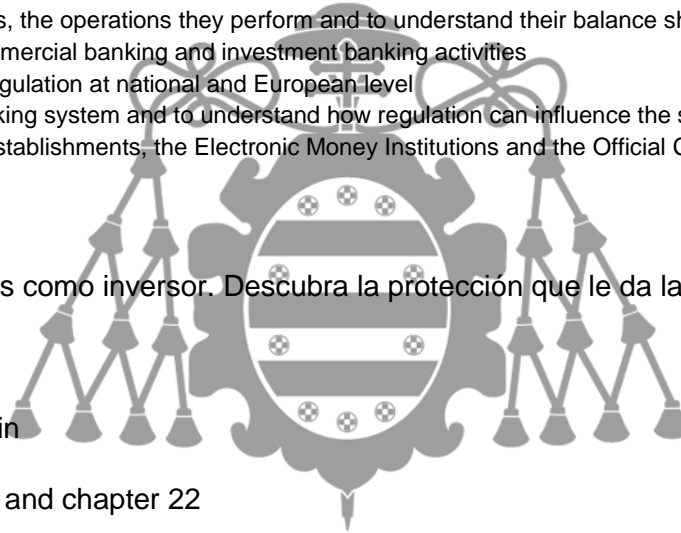 s, the operations they perform and to understand their balance sh
mercial banking and investment banking activities
gulation at national and European level
king system and to understand how regulation can influence the s
stablishments, the Electronic Money Institutions and the Official C
s como inversor. Descubra la protección que le da la
in
and chapter 22